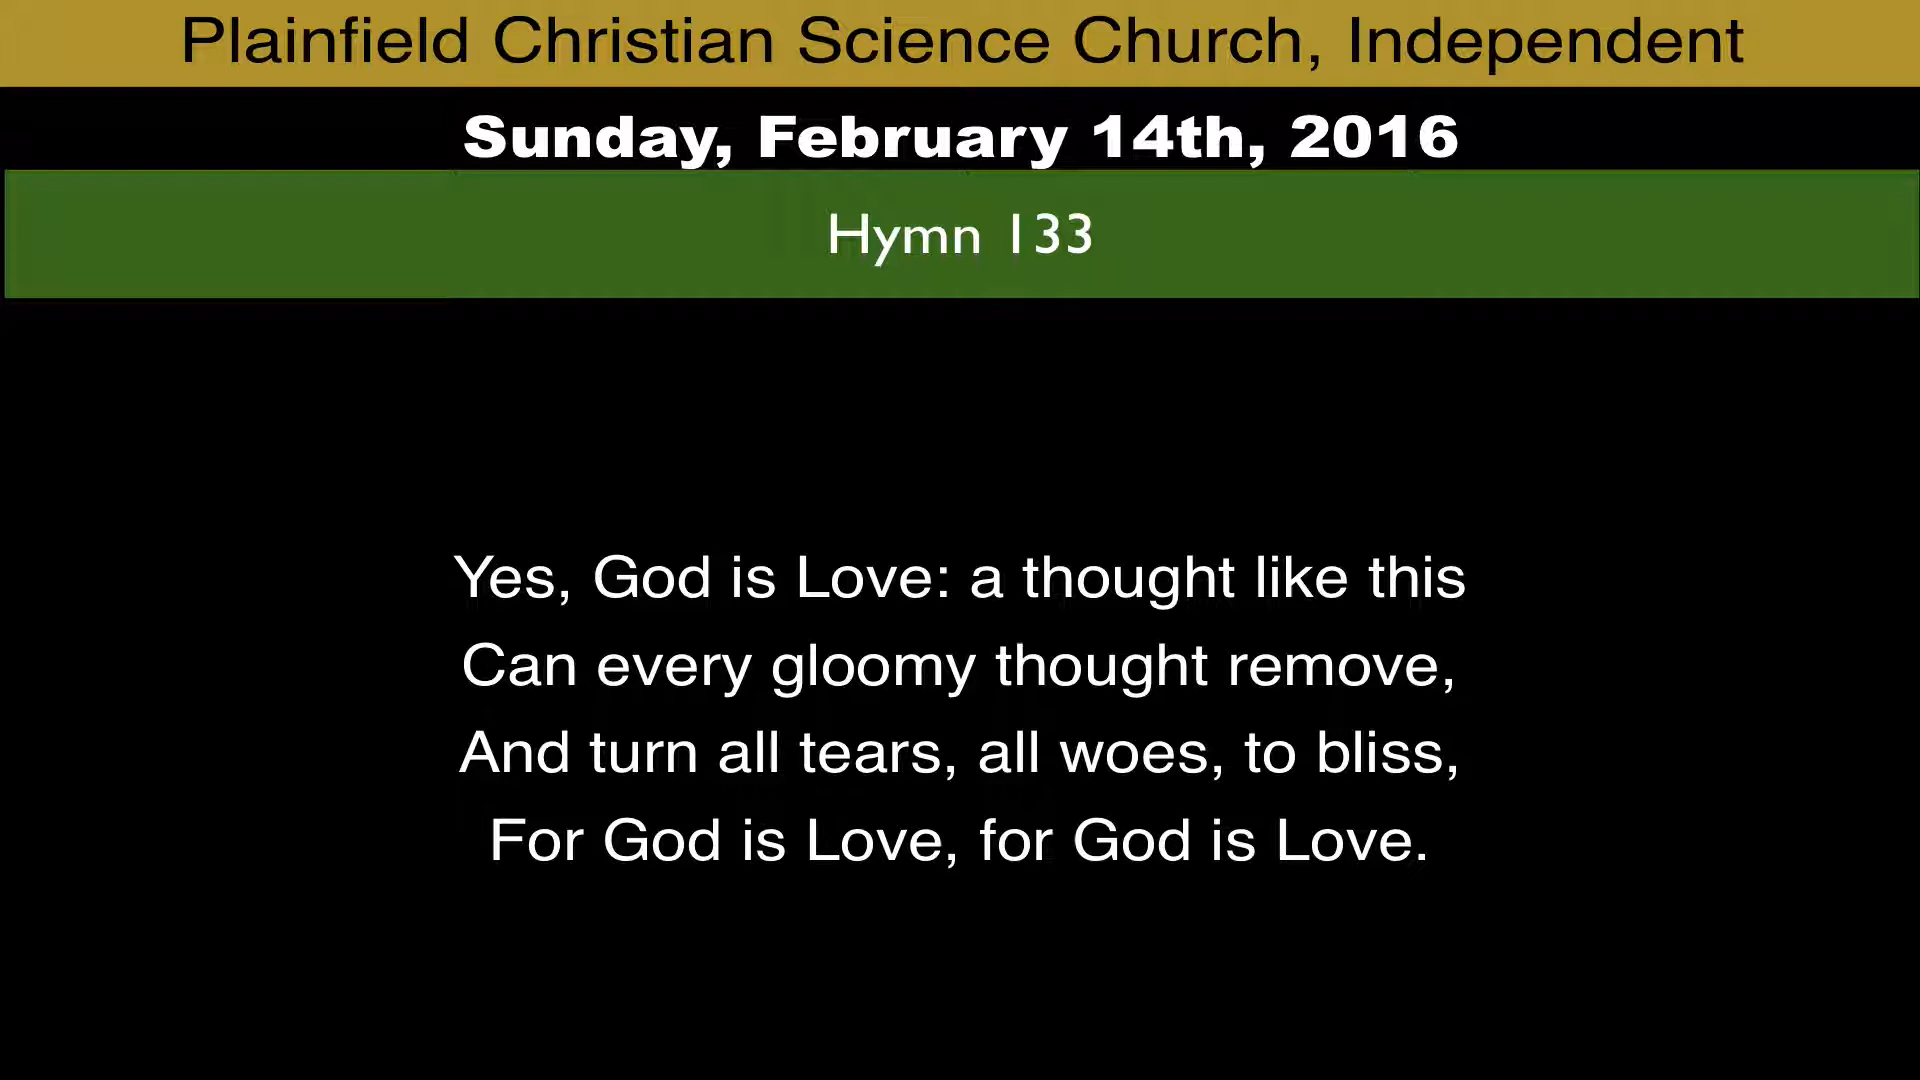 Plainfield Christian Science Church, Independent
Sunday, February 14th, 2016
Hymn 133
Yes, God is Love: a thought like this
Can every gloomy thought remove,
And turn all tears, all woes, to bliss,
For God is Love, for God is Love.